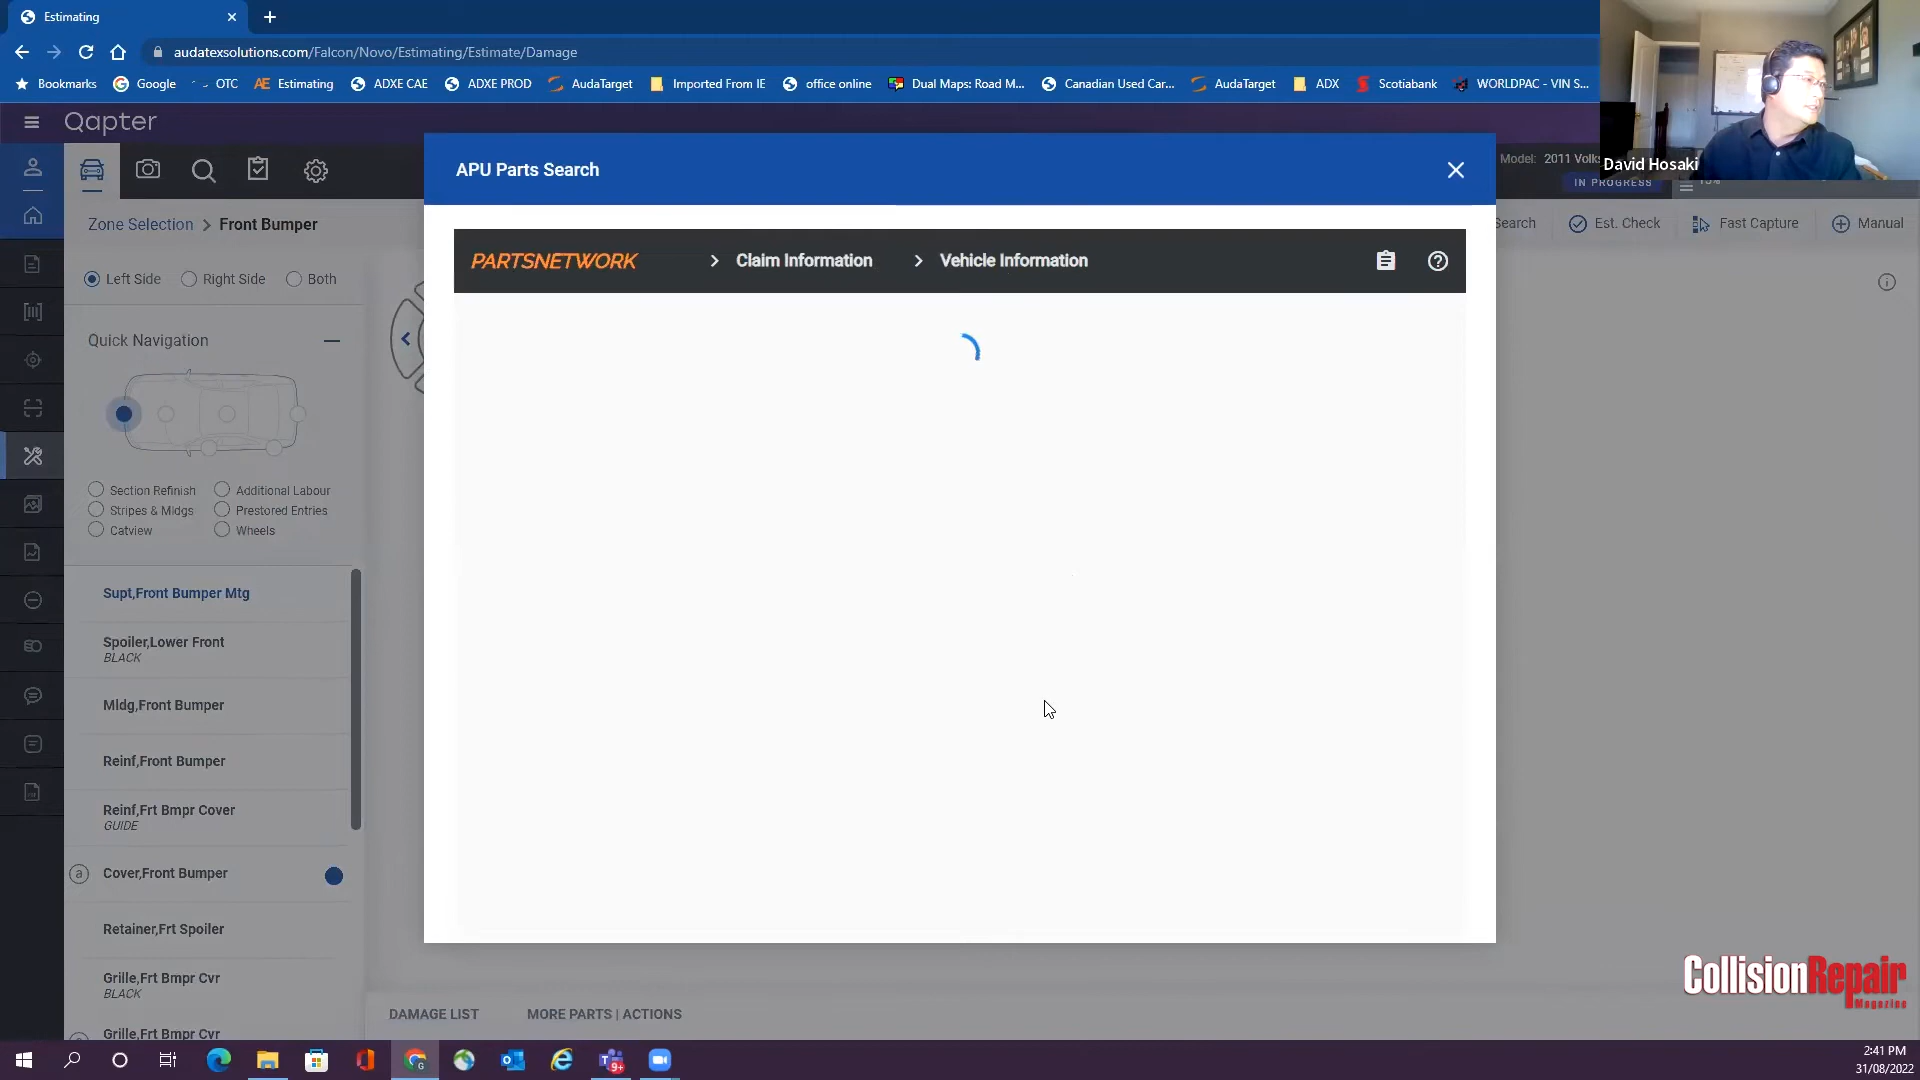 Estimating
audatexsolutions.com/Falcon/Novo/Estimating/Estimate/Damage
Bookmarks
Google
OTC
AE Estimating
ADXE CAE
ADXE PROD
AudaTarget
Imported From IE
office online
Dual Maps: Road M...
Canadian Used Car...
AudaTarget
ADX
Scotiabank
WORLDPAC - VIN S...
Qapter
David Hosaki
APU Parts Search
Model: 2011 Volks
IN PROGRESS
Zone Selection > Front Bumper
Search
Est. Check
Fast Capture
Manual
PARTSNETWORK > Claim Information > Vehicle Information
Left Side
Right Side
Both
Quick Navigation
Section Refinish
Additional Labour
Stripes & Midgs
Prestored Entries
Catview
Wheels
Supt,Front Bumper Mtg
Spoiler,Lower Front
BLACK
Mldg,Front Bumper
Reinf,Front Bumper
Reinf,Frt Bmpr Cover
GUIDE
a Cover,Front Bumper
Retainer,Frt Spoiler
Grille,Frt Bmpr Cvr
BLACK
Grille,Frt Bmpr Cvr
DAMAGE LIST
MORE PARTS | ACTIONS
CollisionRepair
Magazine
9+
2:41 PM
31/08/2022